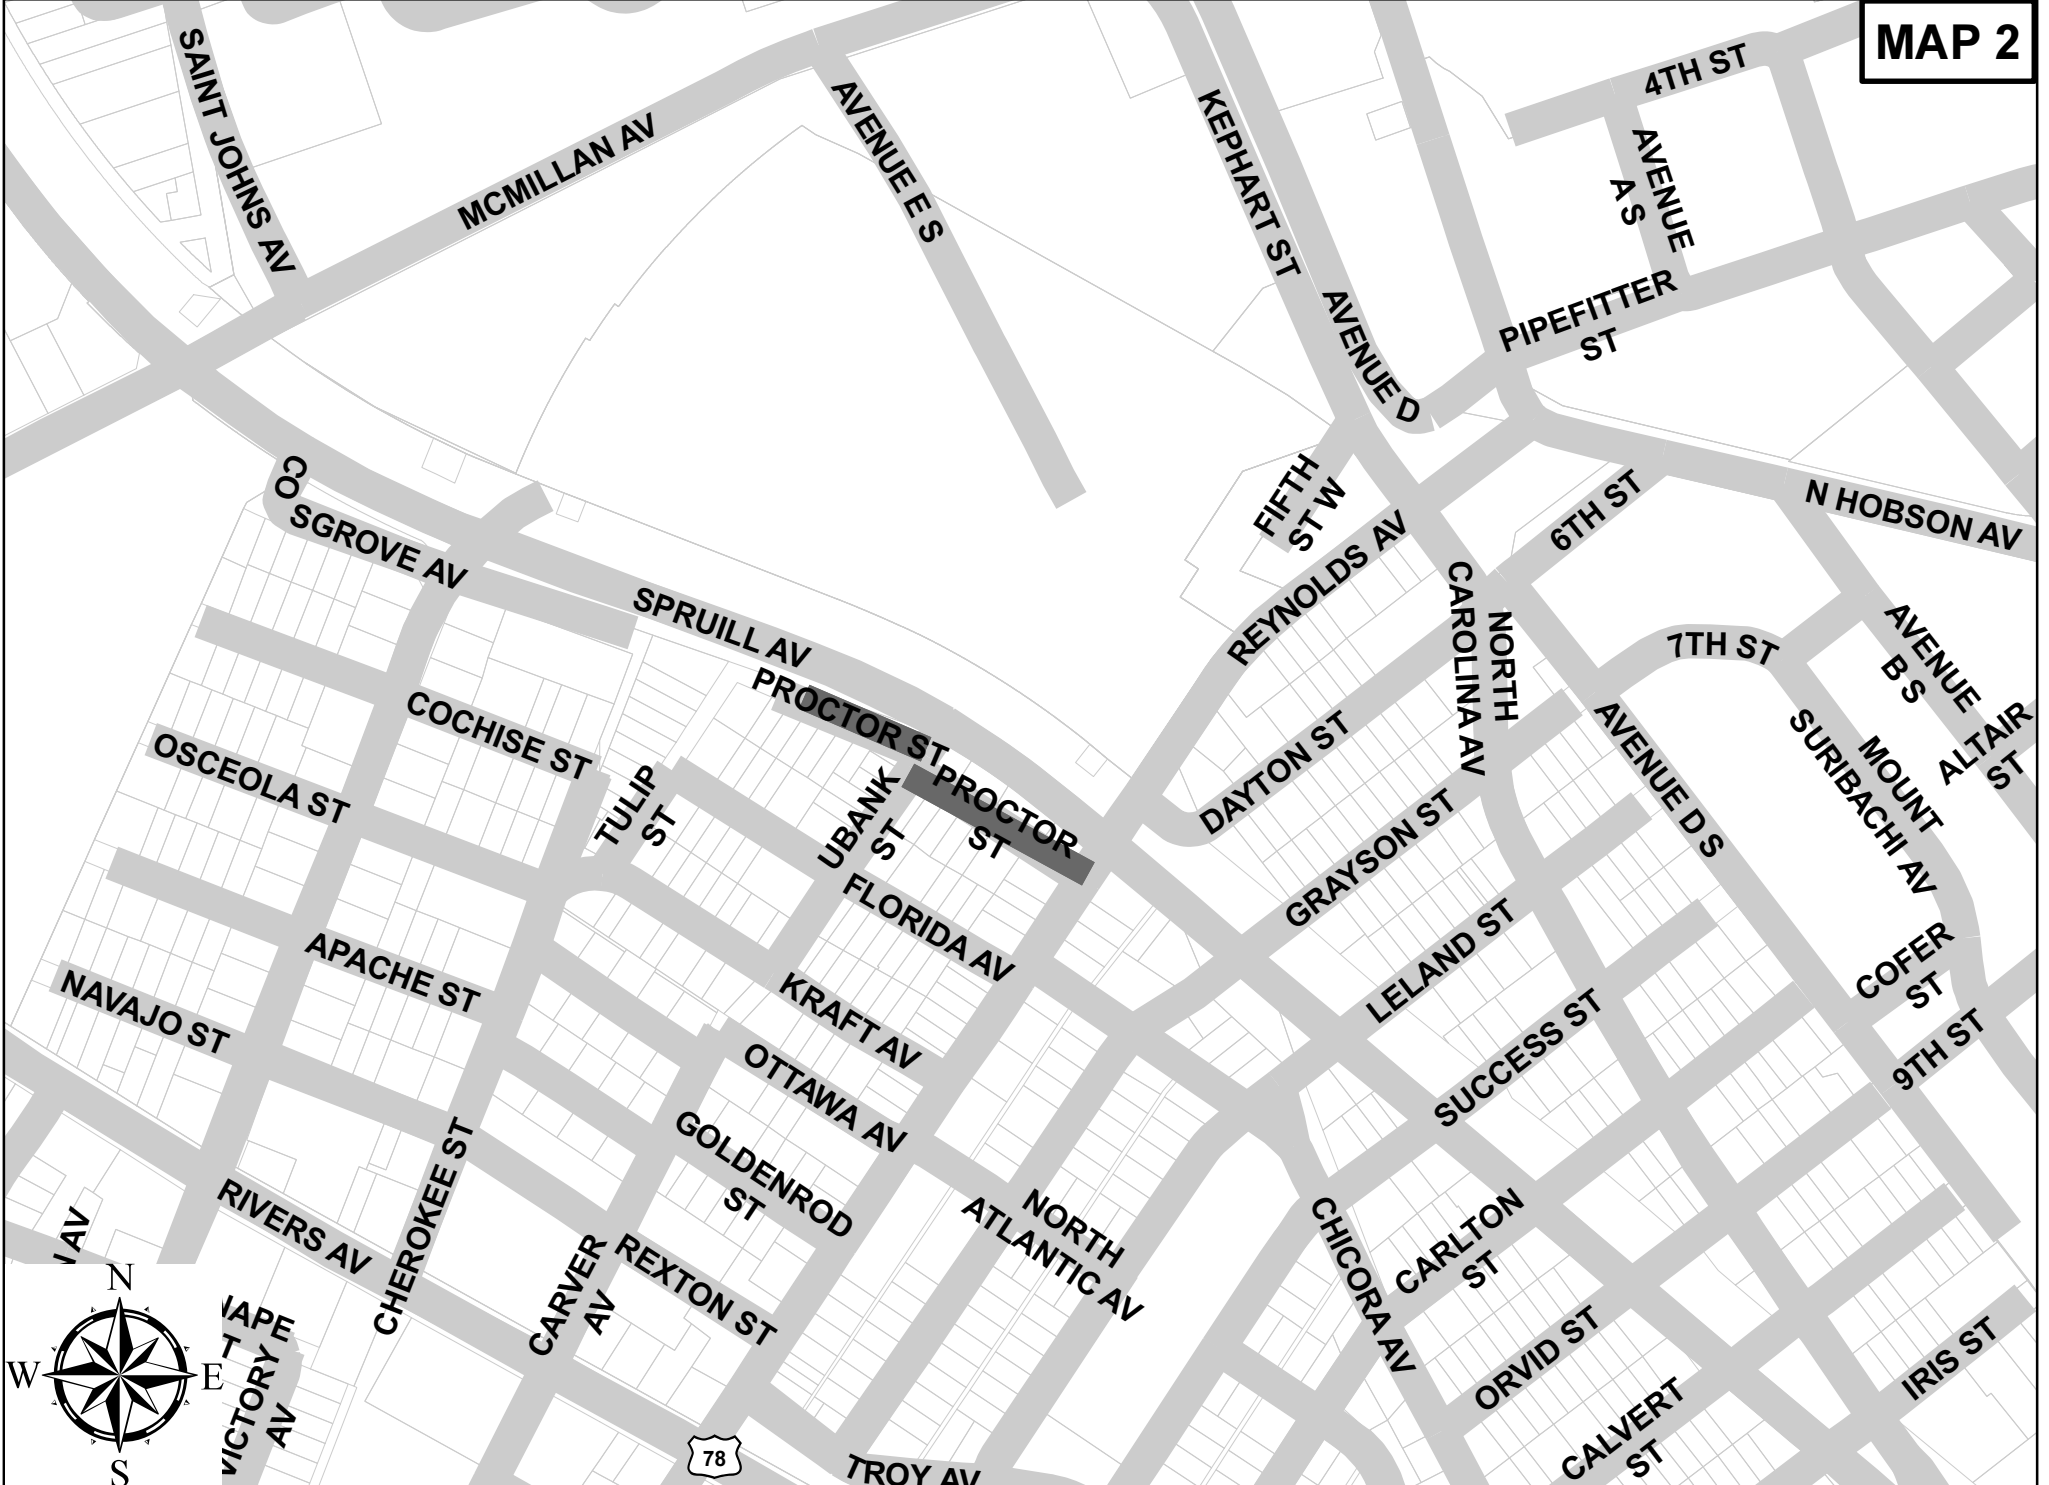 MAP 2
SAINT JOHNS AV
MCMILLAN AV
AVENUE E S
KEPHART ST
AVENUE D
4TH ST
AVENUE
A S
PIPEFITTER
ST
N HOBSON AV
FIFTH
ST W
REYNOLDS AV
6TH ST
COSGROVE AV
SPRUILL AV
NORTH
CAROLINA AV
7TH ST
AVENUE
B S
ALTAIR
ST
MOUNT
SURIBACHI AV
AVENUE D S
PROCTOR ST
PROCTOR
ST
COCHISE ST
OSCEOLA ST
TULIP
ST
UBANK
ST
DAYTON ST
GRAYSON ST
FLORIDA AV
LELAND ST
COFER
ST
9TH ST
APACHE ST
NAVAJO ST
KRAFT AV
SUCCESS ST
OTTAWA AV
GOLDENROD
ST
NORTH
ATLANTIC AV
CHEROKEE ST
RIVERS AV
CARVER
AV
REXTON ST
CHICORA AV
CARLTON
ST
ORVID ST
IRIS ST
CALVERT
ST
AV
N
W
E
S
VICTORY
AV
78
TROY AV